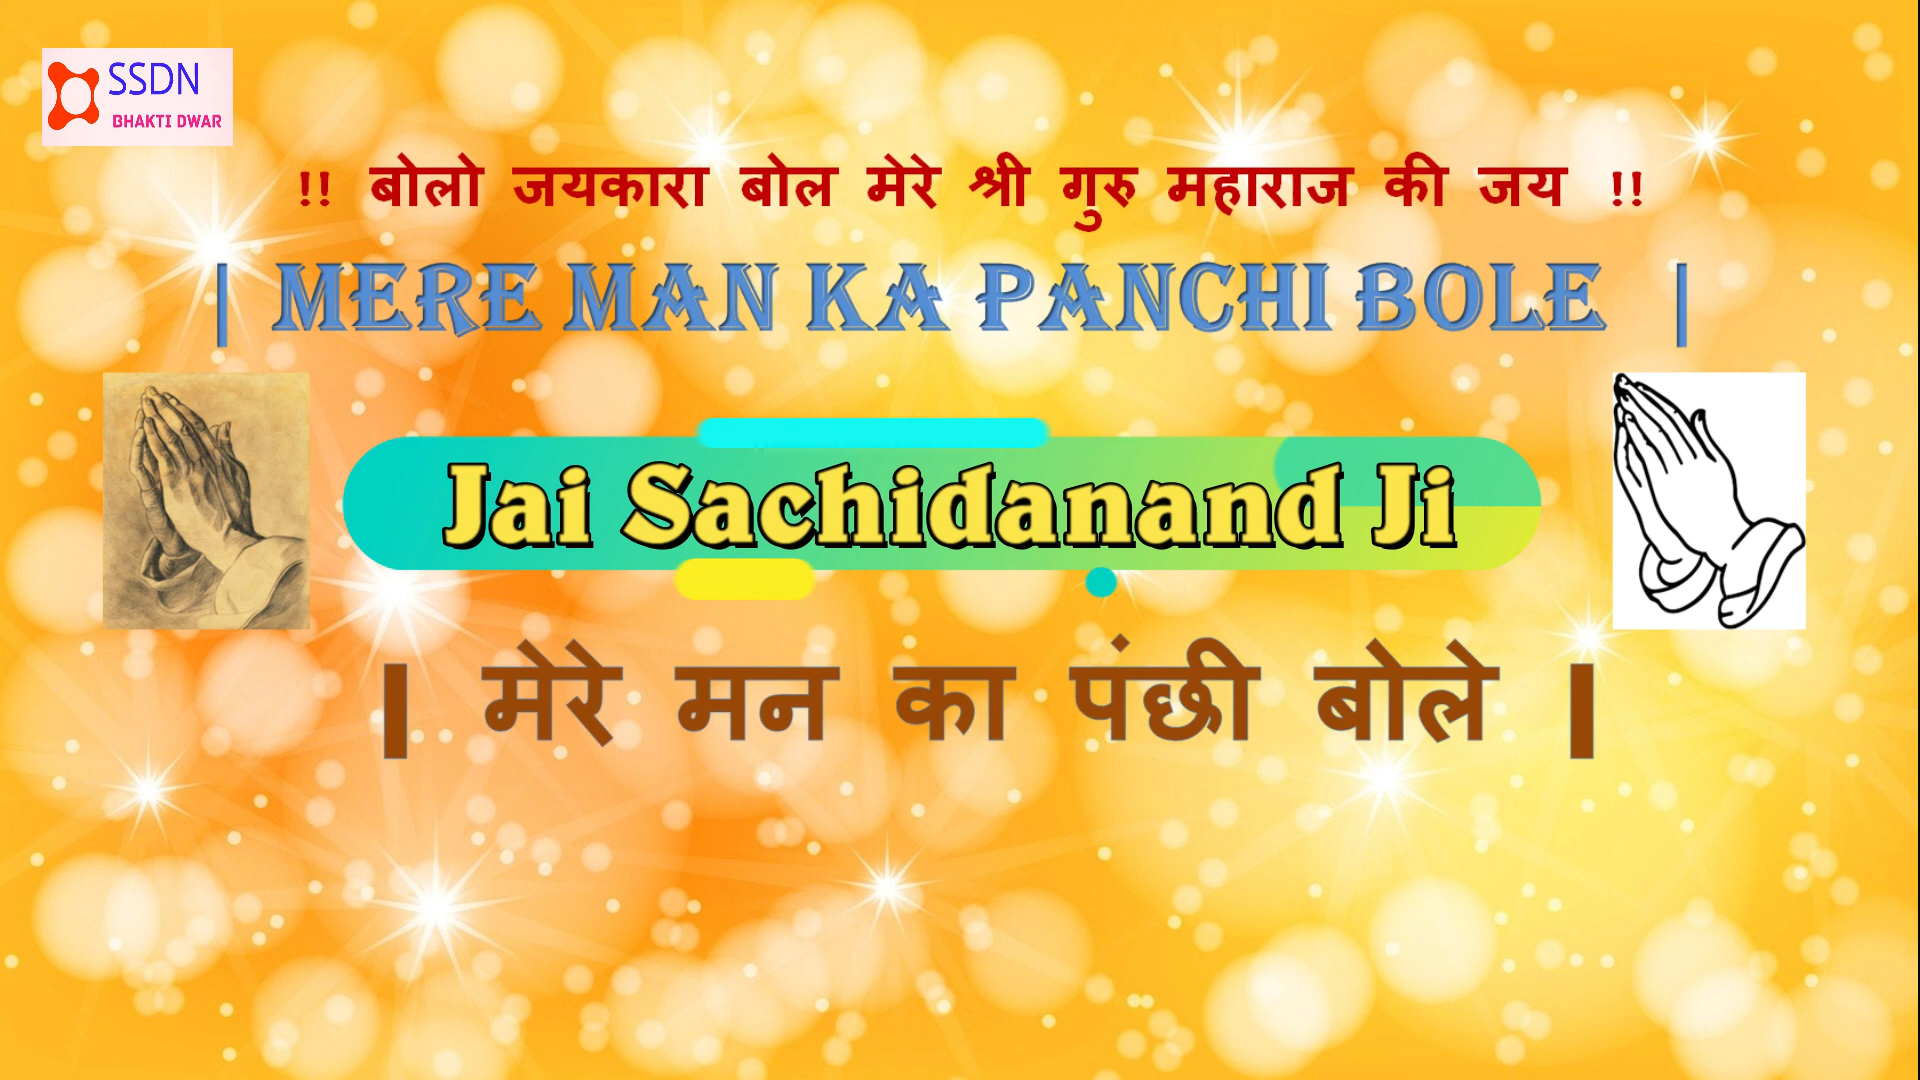 SSDN
BHAKTI DWAR
!! बोलो जयकारा बोल मेरे श्री गुरु महाराज की जय !!
| MERE MAN KA PANCHI BOLE |
Jai Sachidanand Ji
| मेरे मन का पंछी बोले |